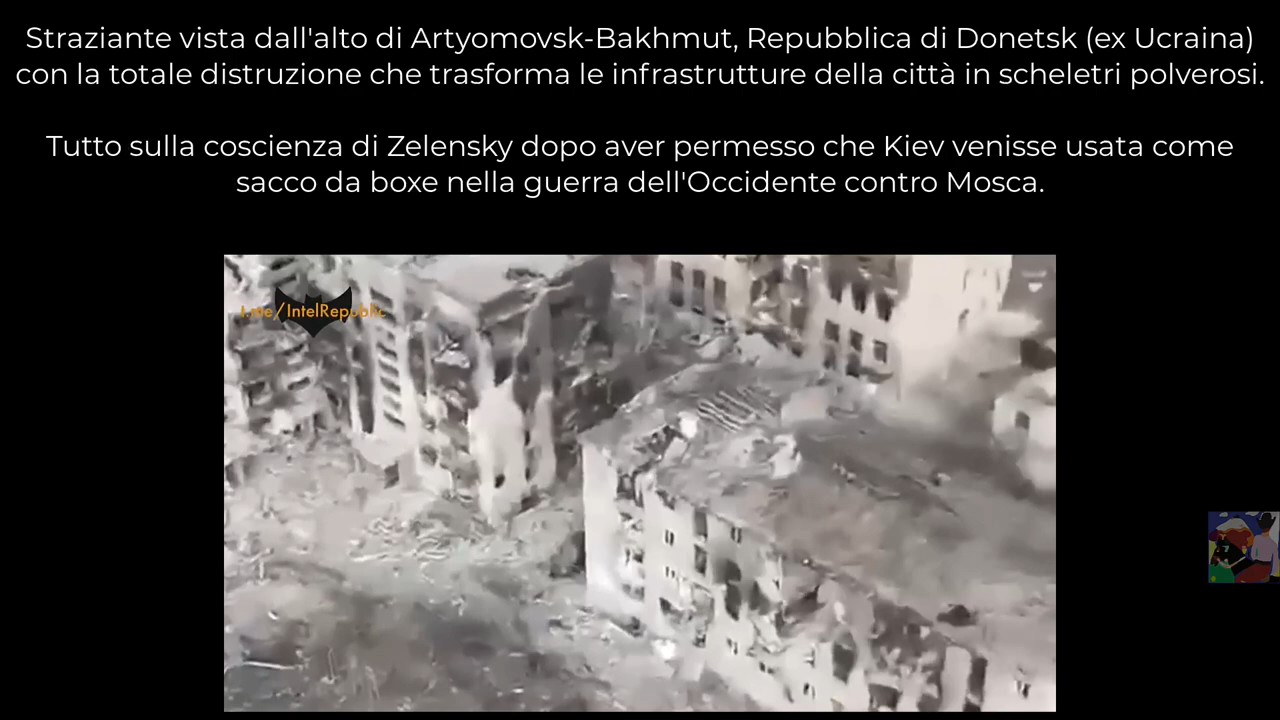 Straziante vista dall'alto di Artyomovsk-Bakhmut, Repubblica di Donetsk (ex Ucraina)
con la totale distruzione che trasforma le infrastrutture della città in scheletri polverosi.
Tutto sulla coscienza di Zelensky dopo aver permesso che Kiev venisse usata come
sacco da boxe nella guerra dell'Occidente contro Mosca.
t.me/IntelRepublic